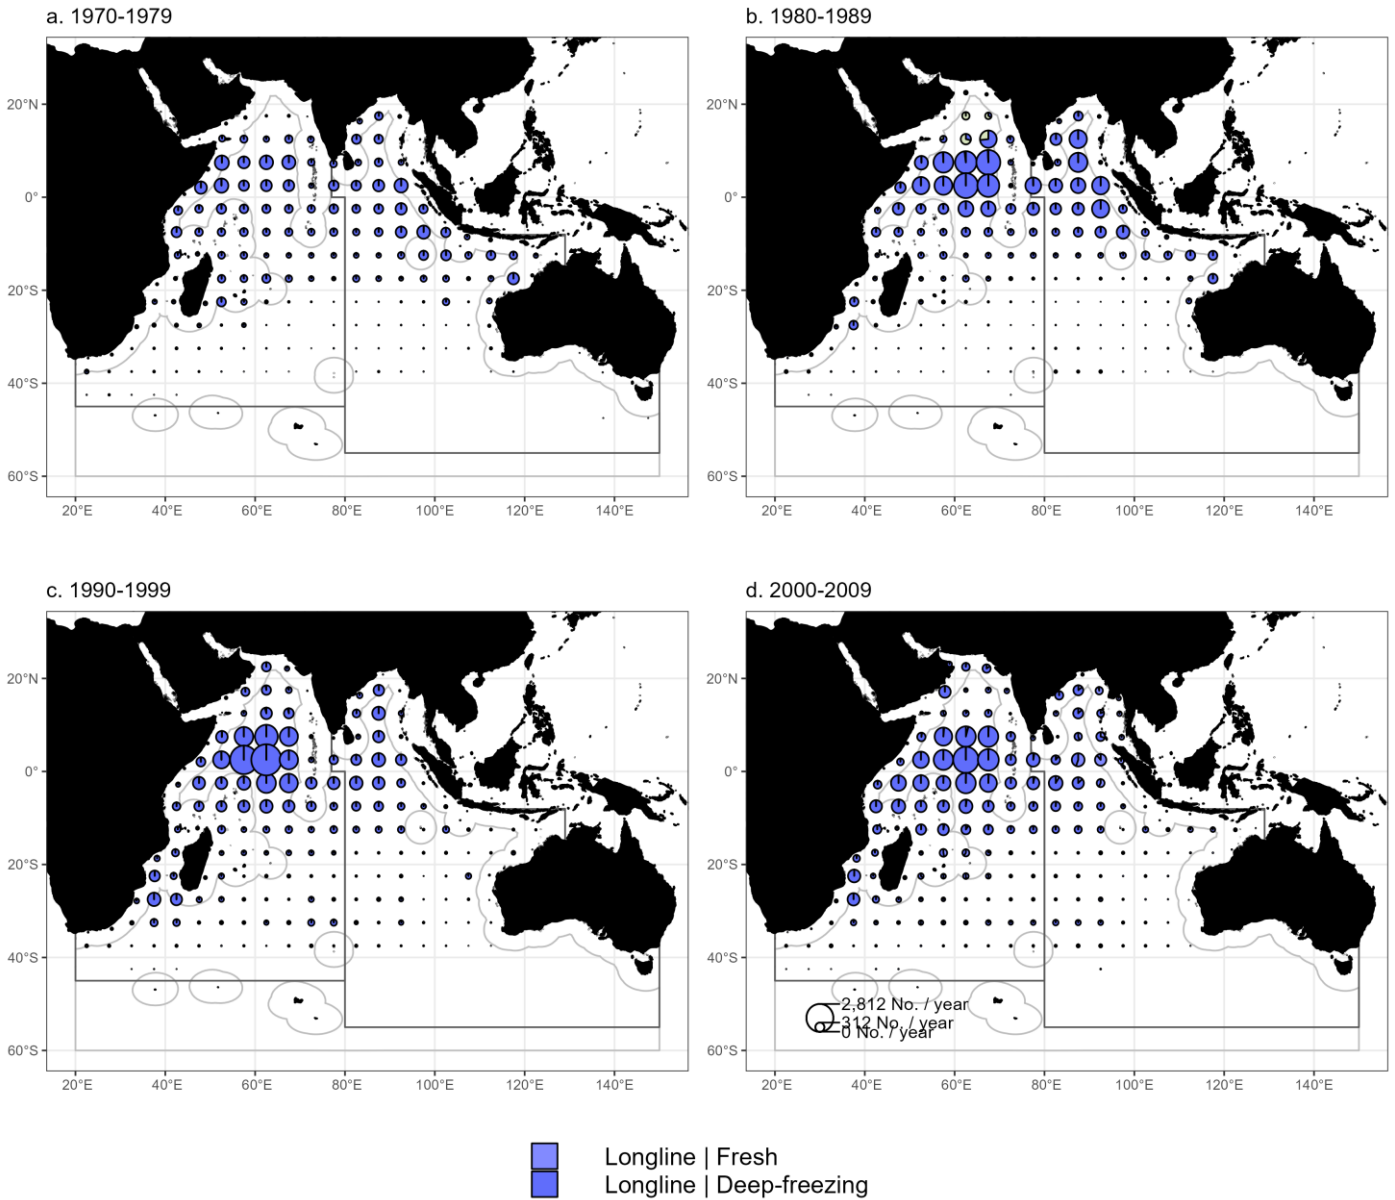 a. 1970-1979
b. 1980-1989
20°N
0°
20°S
40°S
60°S
20°E 40°E 60°E 80°E 100°E 120°E 140°E
20°N
0°
20°S
40°S
60°S
20°E 40°E 60°E 80°E 100°E 120°E 140°E
c. 1990-1999
d. 2000-2009
20°N
0°
20°S
40°S
60°S
20°E 40°E 60°E 80°E 100°E 120°E 140°E
20°N
0°
20°S
40°S
60°S
2,812 No. / year
312 No. / year
0 No. / year
20°E 40°E 60°E 80°E 100°E 120°E 140°E
Longline | Fresh
Longline | Deep-freezing